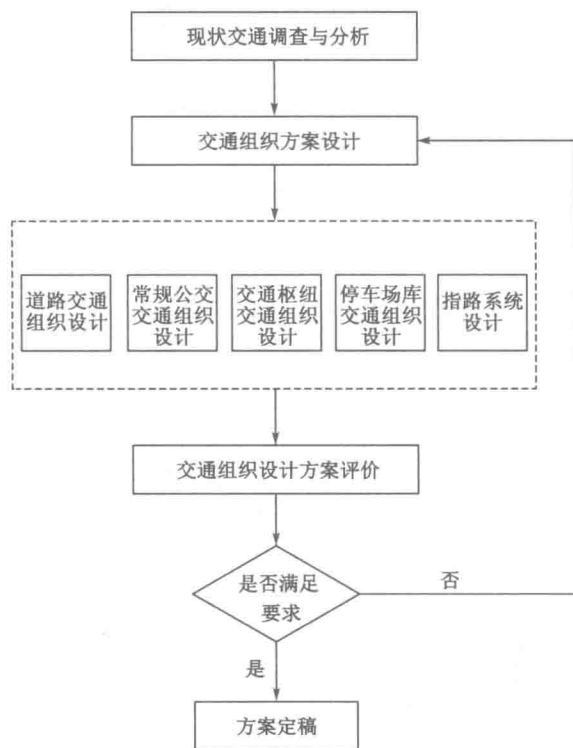 现状交通调查与分析
交通组织方案设计
道路交通
组织设计
常规公交
交通组织
设计
交通枢纽
交通组织
设计
停车场库
交通组织
设计
指路系统
设计
交通组织设计方案评价
是否满足
要求
否
是
方案定稿